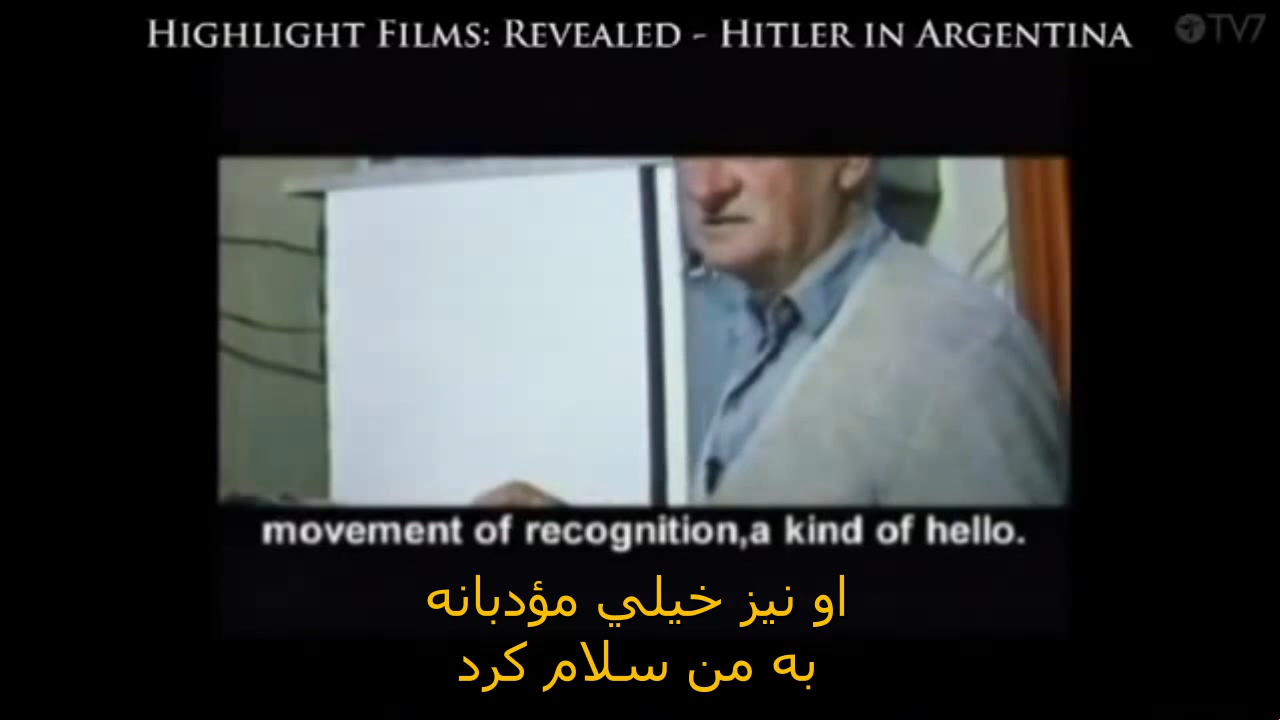 HIGHLIGHT FILMS: REVEALED - HITLER IN ARGENTINA
TV7
movement of recognition,a kind of hello.
او نيز خيلي مؤدبانه
به من سلام کرد